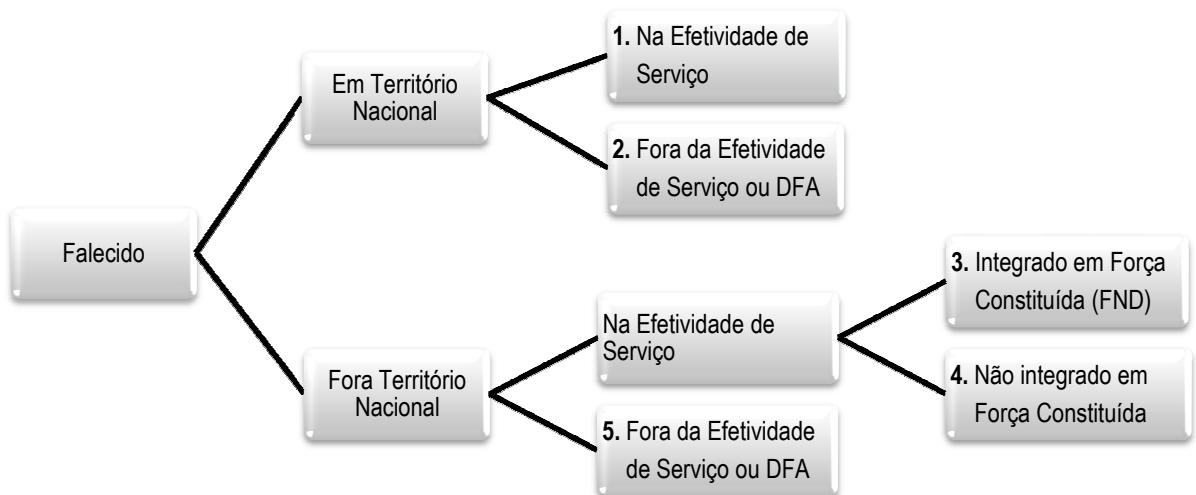 Falecido
Em Território
Nacional
1. Na Efetividade de
Serviço
2. Fora da Efetividade
de Serviço ou DFA
Fora Território
Nacional
Na Efetividade de
Serviço
3. Integrado em Força
Constituída (FND)
4. Não integrado em
Força Constituída
5. Fora da Efetividade
de Serviço ou DFA